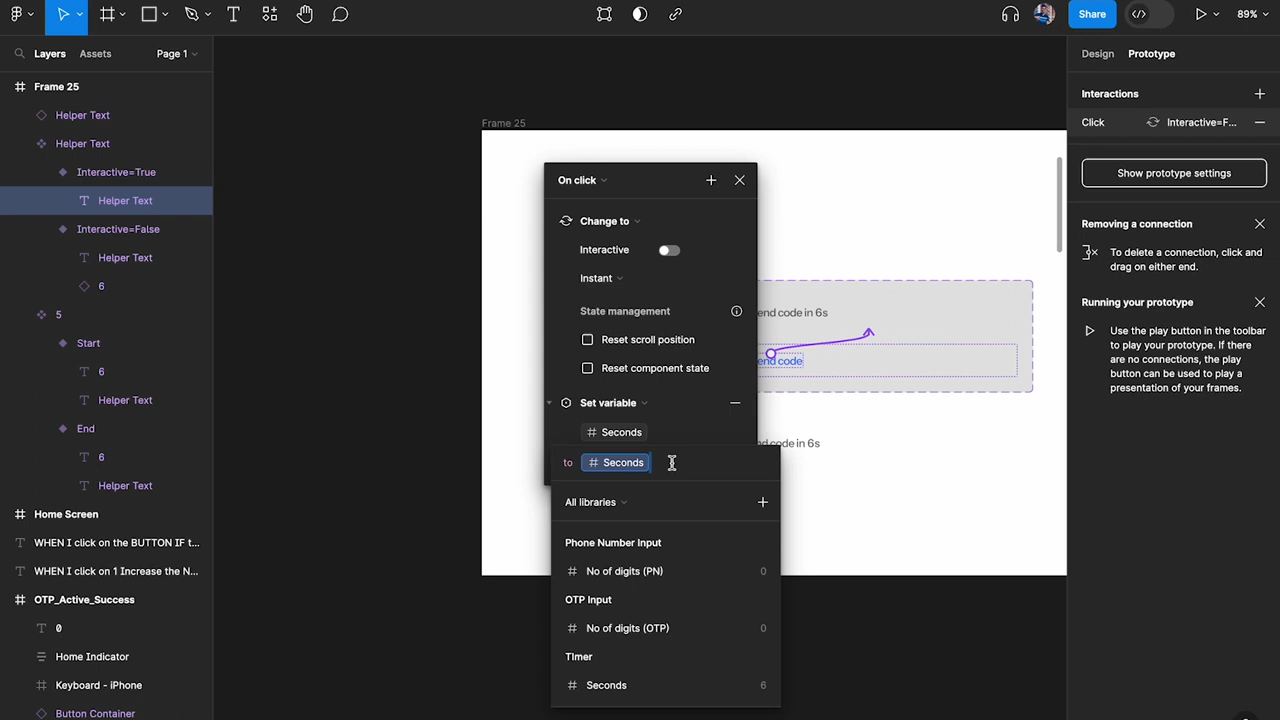 Share
89%
Layers
Assets
Page 1
Frame 25
Helper Text
Helper Text
Interactive=True
Helper Text
Interactive=False
Helper Text
6
5
Start
6
Helper Text
End
6
Helper Text
Home Screen
WHEN I click on the BUTTON IF t...
WHEN I click on 1 Increase the N...
OTP_Active_Success
0
Home Indicator
Keyboard - iPhone
Button Container
Frame 25
On click
Change to
Interactive
Instant
State management
Reset scroll position
Reset component state
Set variable
# Seconds
to # Seconds
All libraries
Phone Number Input
# No of digits (PN) 0
OTP Input
# No of digits (OTP) 0
TImer
# Seconds 6
end code in 6s
end code
end code in 6s
Design
Prototype
Interactions
Click
Interactive=F...
Show prototype settings
Removing a connection
To delete a connection, click and
drag on either end.
Running your prototype
Use the play button in the toolbar
to play your prototype. If there
are no connections, the play
button can be used to play a
presentation of your frames.